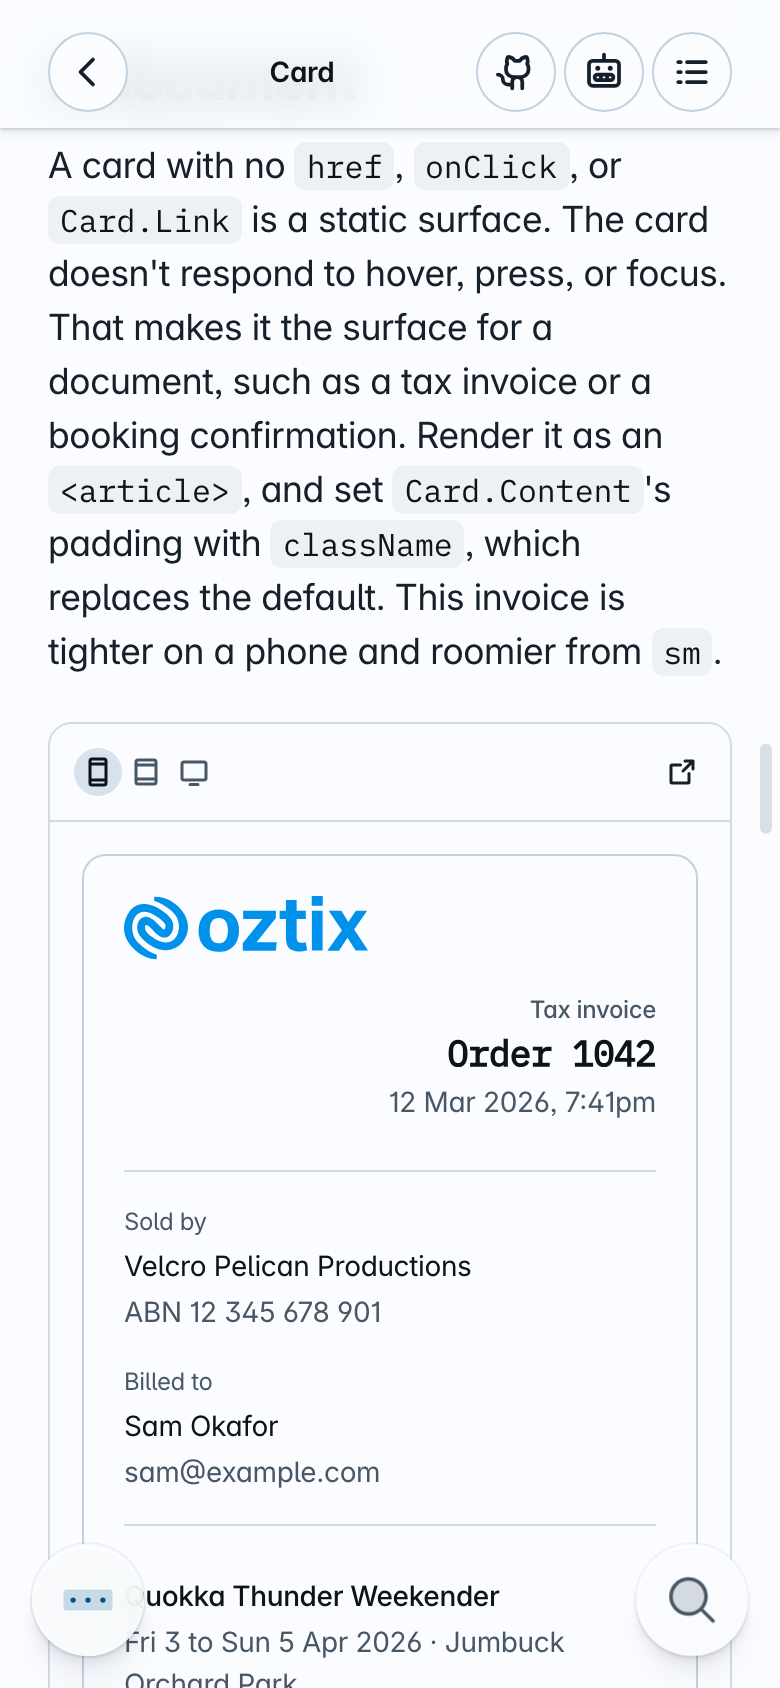 Card
A card with no href, onClick, or
Card.Link is a static surface. The card
doesn't respond to hover, press, or focus.
That makes it the surface for a
document, such as a tax invoice or a
booking confirmation. Render it as an
<article>, and set Card.Content's
padding with className, which
replaces the default. This invoice is
tighter on a phone and roomier from sm.
oztix
Tax invoice
Order 1042
12 Mar 2026, 7:41pm
Sold by
Velcro Pelican Productions
ABN 12 345 678 901
Billed to
Sam Okafor
sam@example.com
Quokka Thunder Weekender
Fri 3 to Sun 5 Apr 2026 · Jumbuck
Orchard Park